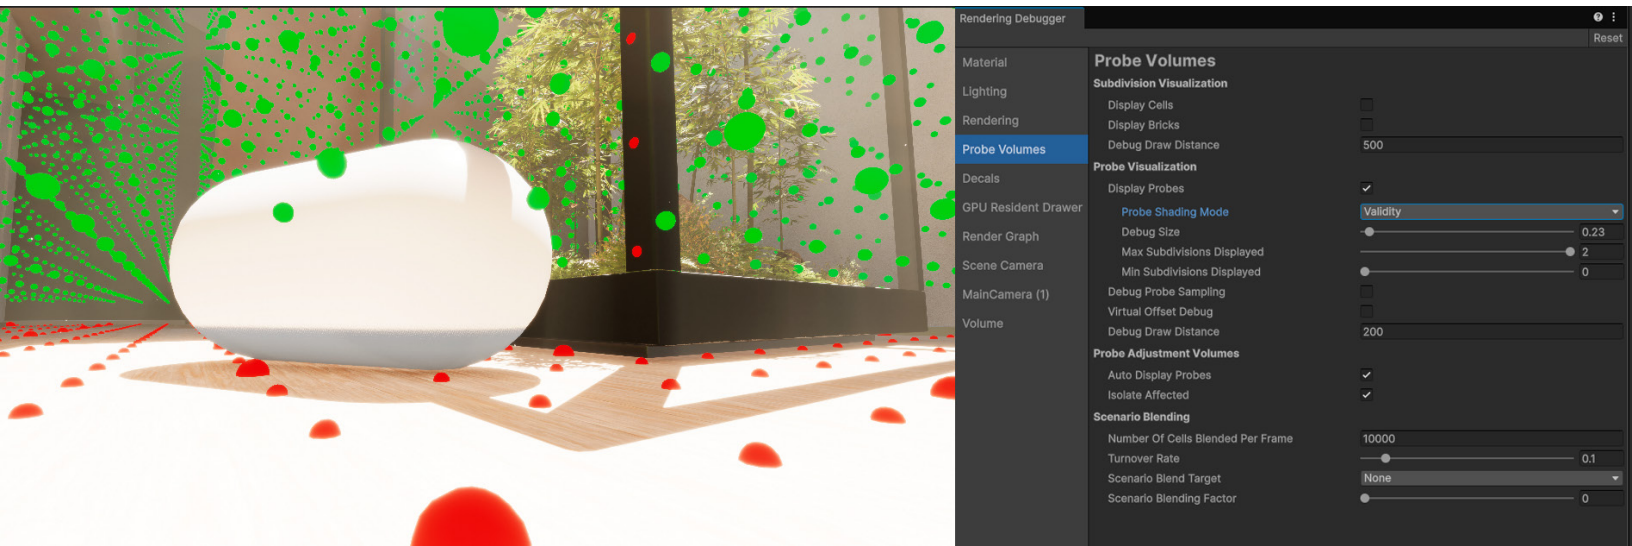 Rendering Debugger
Reset
Material
Lighting
Rendering
Probe Volumes
Decals
GPU Resident Drawer
Render Graph
Scene Camera
MainCamera (1)
Volume
Probe Volumes
Subdivision Visualization
Display Cells
Display Bricks
Debug Draw Distance 500
Probe Visualization
Display Probes
Probe Shading Mode Validity
Debug Size 0.23
Max Subdivisions Displayed 2
Min Subdivisions Displayed 0
Debug Probe Sampling
Virtual Offset Debug
Debug Draw Distance 200
Probe Adjustment Volumes
Auto Display Probes
Isolate Affected
Scenario Blending
Number Of Cells Blended Per Frame 10000
Turnover Rate 0.1
Scenario Blend Target None
Scenario Blending Factor 0